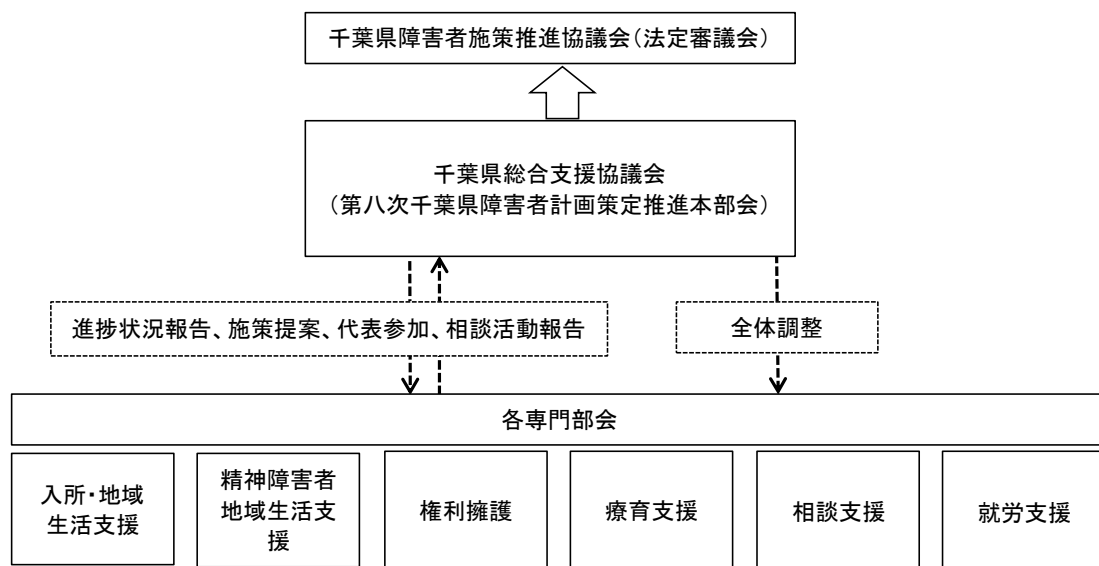 千葉県障害者施策推進協議会(法定審議会)
千葉県総合支援協議会
(第八次千葉県障害者計画策定推進本部会)
進捗状況報告、施策提案、代表参加、相談活動報告
全体調整
各専門部会
入所・地域
生活支援
精神障害者
地域生活支
援
権利擁護
療育支援
相談支援
就労支援